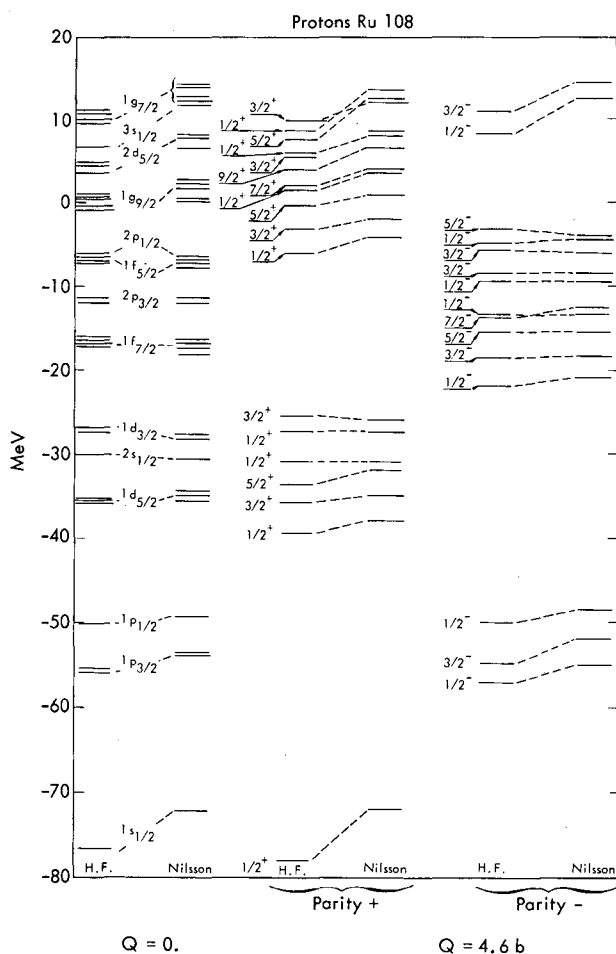 Protons Ru 108
MeV
20
10
0
-10
-20
-30
-40
-50
-60
-70
-80
1g7/2
3s1/2
2d5/2
1g9/2
2p1/2
1f5/2
2p3/2
1f7/2
1d3/2
2s1/2
1d5/2
1p1/2
1p3/2
1s1/2
H.F.
Nilsson
3/2+
1/2+
5/2+
1/2+
3/2+
9/2+
7/2+
1/2+
5/2+
3/2+
1/2+
3/2+
1/2+
1/2+
5/2+
3/2+
1/2+
1/2+
H.F.
Nilsson
Parity +
3/2-
1/2-
5/2-
1/2-
3/2-
3/2-
1/2-
1/2-
7/2-
5/2-
3/2-
1/2-
1/2-
3/2-
1/2-
H.F.
Nilsson
Parity -
Q = 0.
Q = 4.6 b